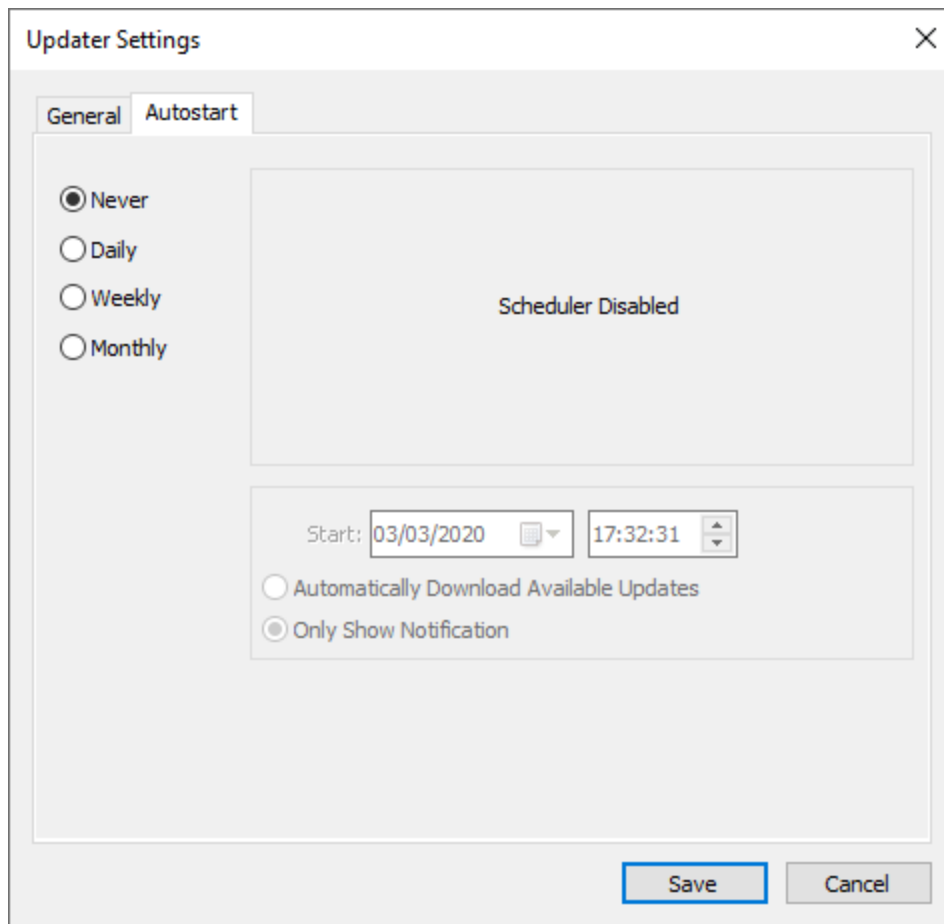 Updater Settings
General Autostart
Never
Daily
Weekly
Monthly
Scheduler Disabled
Start: 03/03/2020 17:32:31
Automatically Download Available Updates
Only Show Notification
Save Cancel